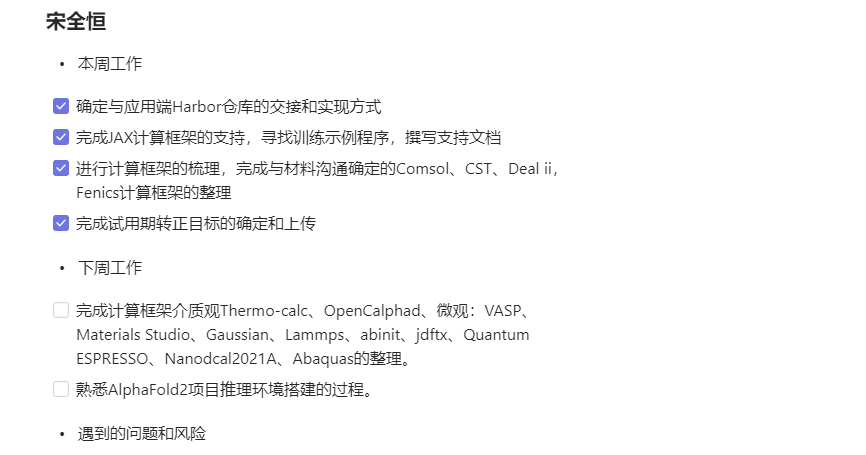 宋全恒
• 本周工作
确定与应用端Harbor仓库的交接和实现方式
完成JAX计算框架的支持，寻找训练示例程序，撰写支持文档
进行计算框架的梳理，完成与材料沟通确定的Comsol、CST、Deal ii，
Fenics计算框架的整理
完成试用期转正目标的确定和上传
• 下周工作
完成计算框架介质观Thermo-calc、OpenCalphad、微观：VASP、
Materials Studio、Gaussian、Lammps、abinit、jdftx、Quantum
ESPRESSO、Nanodcal2021A、Abaquas的整理。
熟悉AlphaFold2项目推理环境搭建的过程。
• 遇到的问题和风险